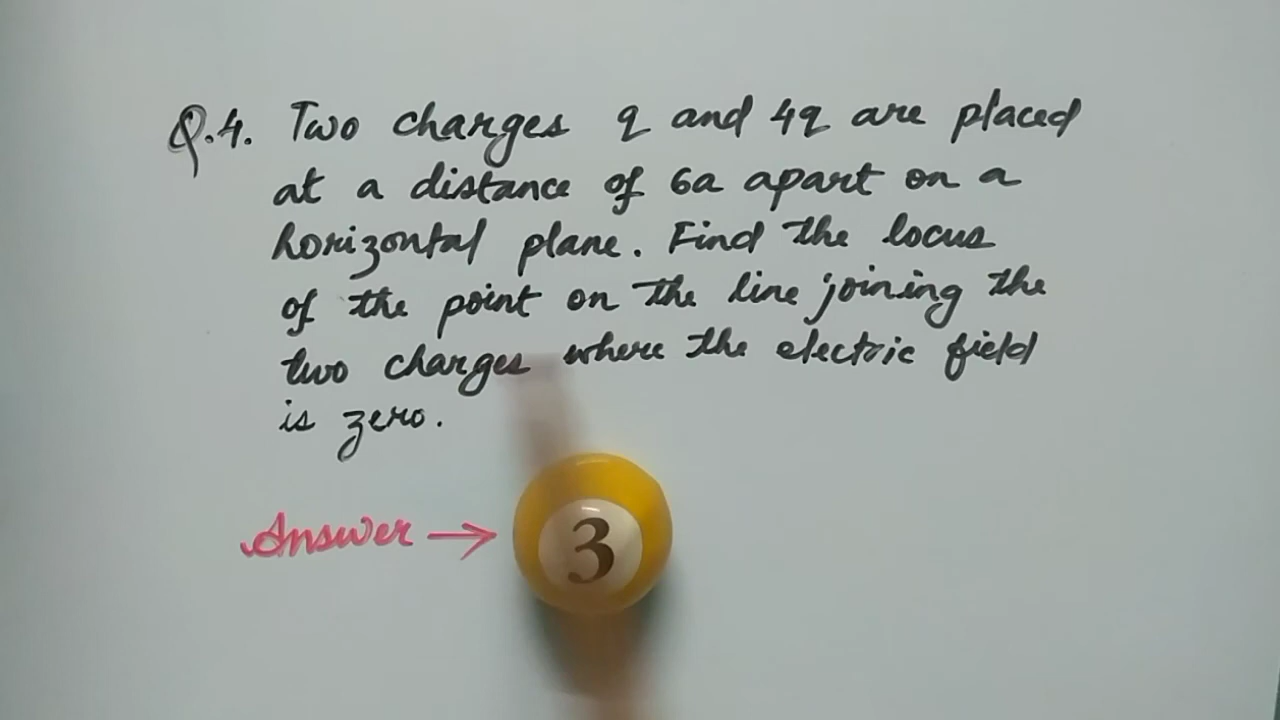 Q.4. Two charges q and 4q are placed
at a distance of 6a apart on a
horizontal plane. Find the locus
of the point on the line joining the
two charges where the electric field
is zero.
Answer → 3